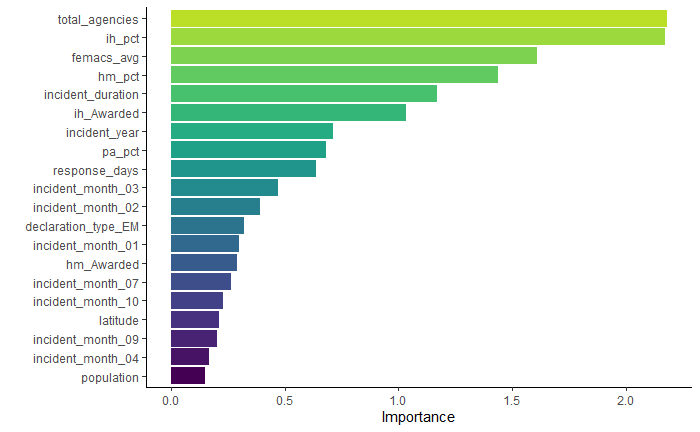 total_agencies
ih_pct
femacs_avg
hm_pct
incident_duration
ih_Awarded
incident_year
pa_pct
response_days
incident_month_03
incident_month_02
declaration_type_EM
incident_month_01
hm_Awarded
incident_month_07
incident_month_10
latitude
incident_month_09
incident_month_04
population
0.0 0.5 1.0 1.5 2.0
Importance